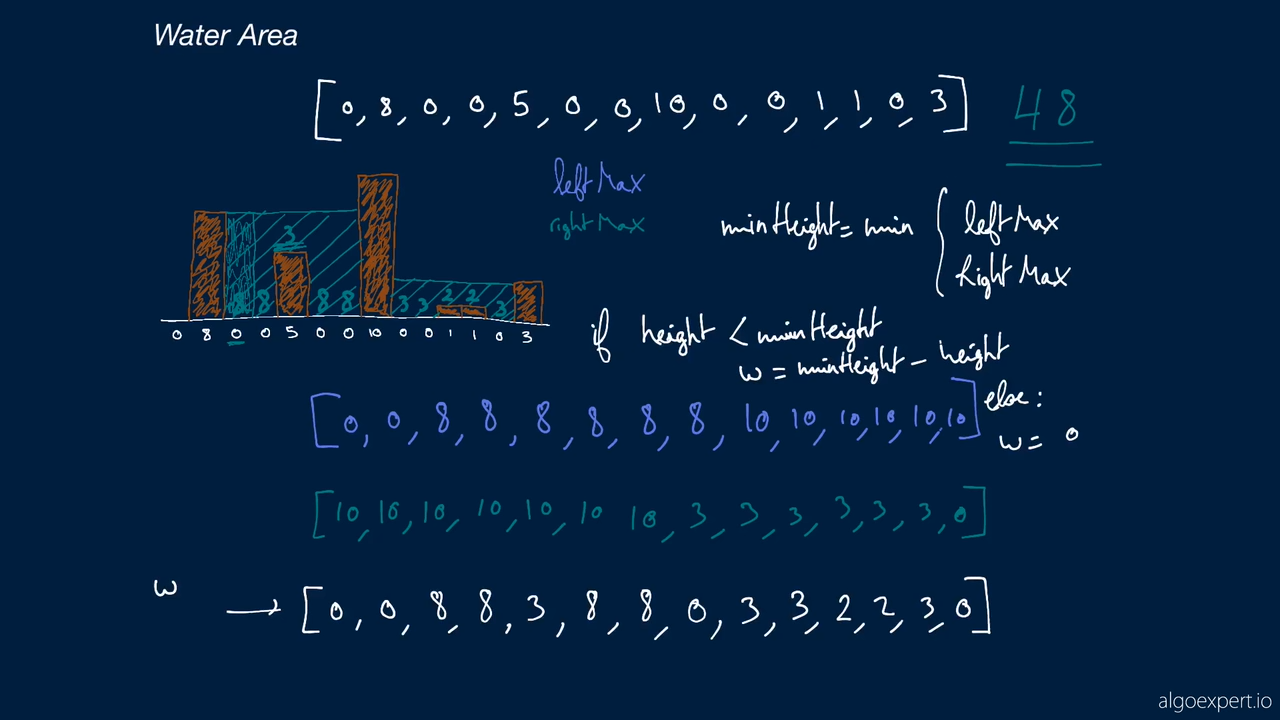 Water Area
[0, 8, 0, 0, 5, 0, 0, 10, 0, 0, 1, 1, 0, 3] 48
leftMax
rightMax
minHeight = min { leftMax
rightMax
3
8 8 8 8 3 3 2 2 3
0 8 0 0 5 0 0 10 0 0 1 1 0 3
if height < minHeight
w = minHeight - height
else:
w = 0
[0, 0, 8, 8, 8, 8, 8, 8, 10, 10, 10, 10, 10, 10]
[10, 10, 10, 10, 10, 10 10, 3, 3, 3, 3, 3, 3, 0]
w → [0, 0, 8, 8, 3, 8, 8, 0, 3, 3, 2, 2, 3, 0]
algoexpert.io